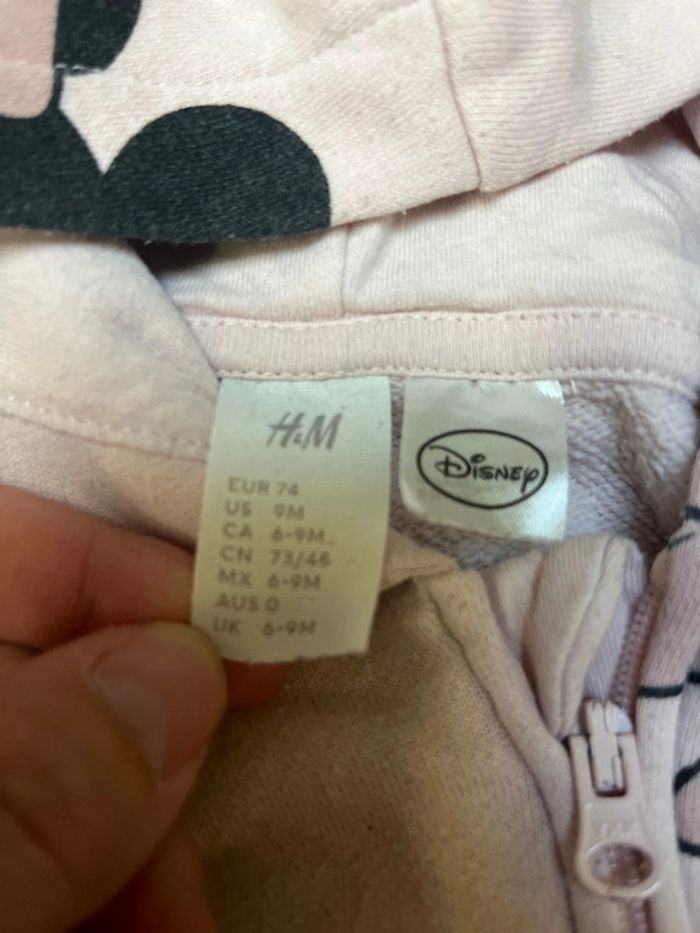 H&M
EUR 74
US 9M
CA 6-9M
CN 73/48
MX 6-9M
AUS 0
UK 6-9M
Disney